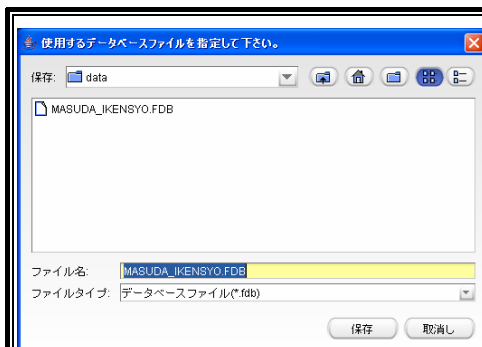 使用するデータベースファイルを指定して下さい。
保存: data
MASUDA_IKENSYO.FDB
ファイル名: MASUDA_IKENSYO.FDB
ファイルタイプ: データベースファイル(*.fdb)
保存 取消し